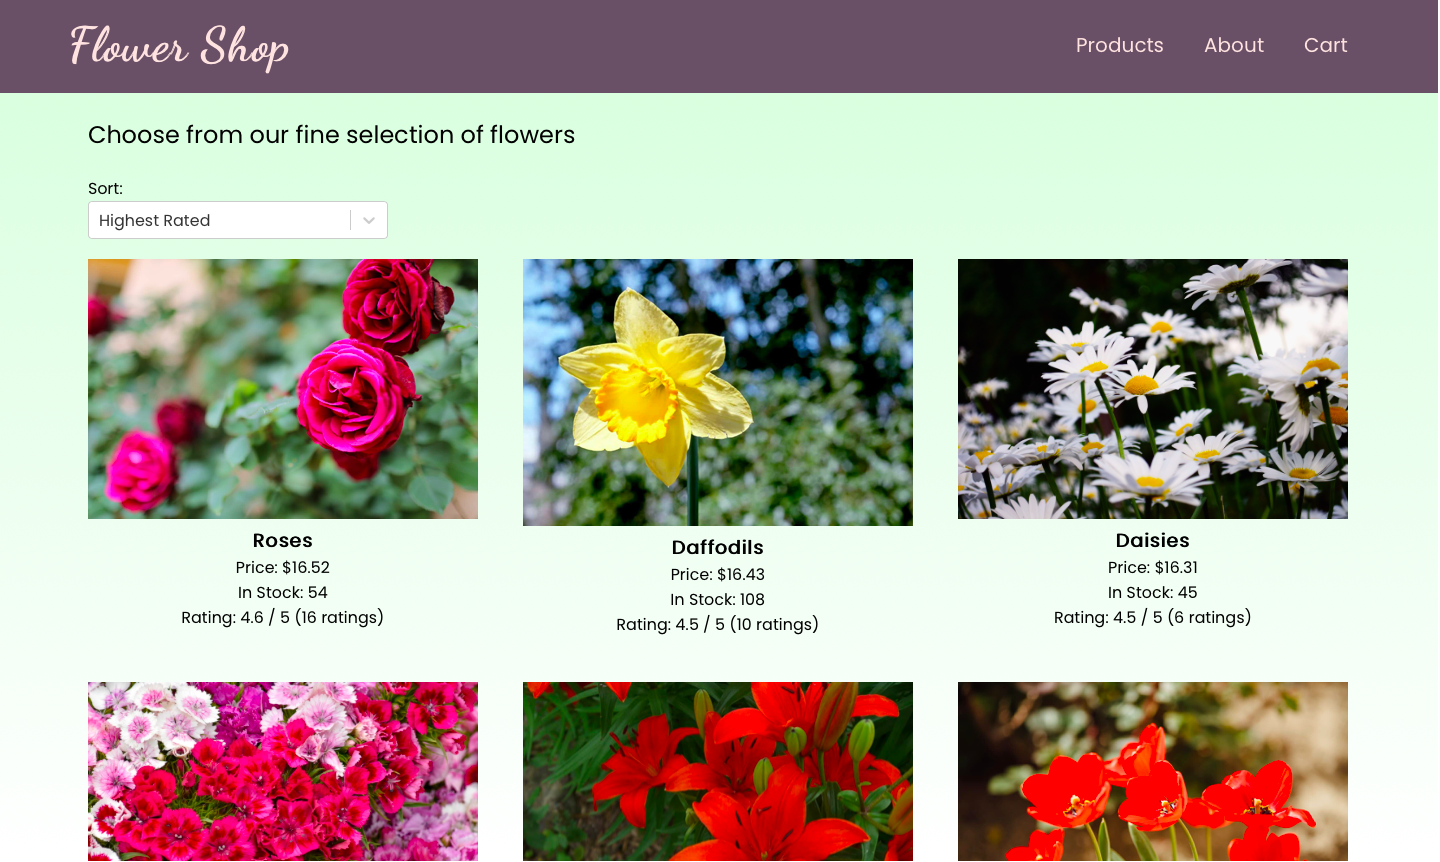 Flower Shop
Products
About
Cart
Choose from our fine selection of flowers
Sort:
Highest Rated
Roses
Price: $16.52
In Stock: 54
Rating: 4.6 / 5 (16 ratings)
Daffodils
Price: $16.43
In Stock: 108
Rating: 4.5 / 5 (10 ratings)
Daisies
Price: $16.31
In Stock: 45
Rating: 4.5 / 5 (6 ratings)